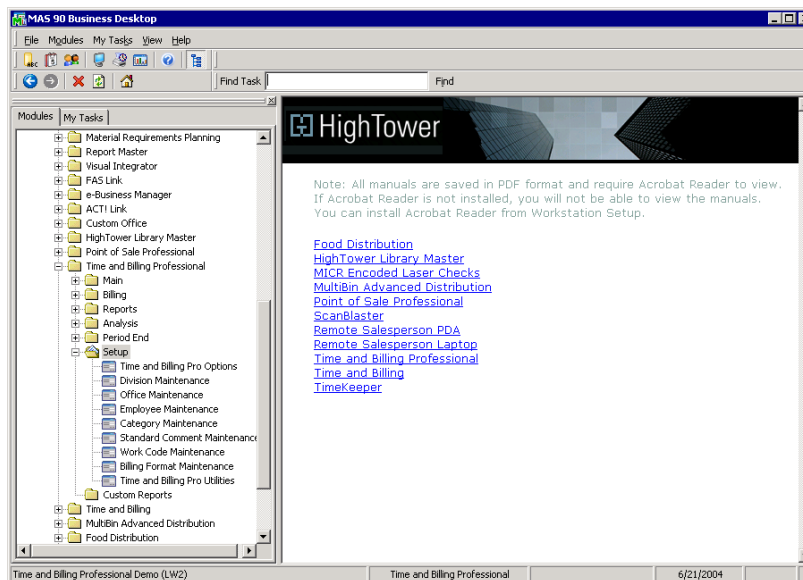 MAS 90 Business Desktop
File Modules My Tasks View Help
ABC
Find Task Find
Modules My Tasks
Material Requirements Planning
Report Master
Visual Integrator
FAS Link
e-Business Manager
ACT! Link
Custom Office
HighTower Library Master
Point of Sale Professional
Time and Billing Professional
Main
Billing
Reports
Analysis
Period End
Setup
Time and Billing Pro Options
Division Maintenance
Office Maintenance
Employee Maintenance
Category Maintenance
Standard Comment Maintenance
Work Code Maintenance
Billing Format Maintenance
Time and Billing Pro Utilities
Custom Reports
Time and Billing
MultiBin Advanced Distribution
Food Distribution
HighTower
Note: All manuals are saved in PDF format and require Acrobat Reader to view.
If Acrobat Reader is not installed, you will not be able to view the manuals.
You can install Acrobat Reader from Workstation Setup.
Food Distribution
HighTower Library Master
MICR Encoded Laser Checks
MultiBin Advanced Distribution
Point of Sale Professional
ScanBlaster
Remote Salesperson PDA
Remote Salesperson Laptop
Time and Billing Professional
Time and Billing
TimeKeeper
Time and Billing Professional Demo (LW2) Time and Billing Professional 6/21/2004